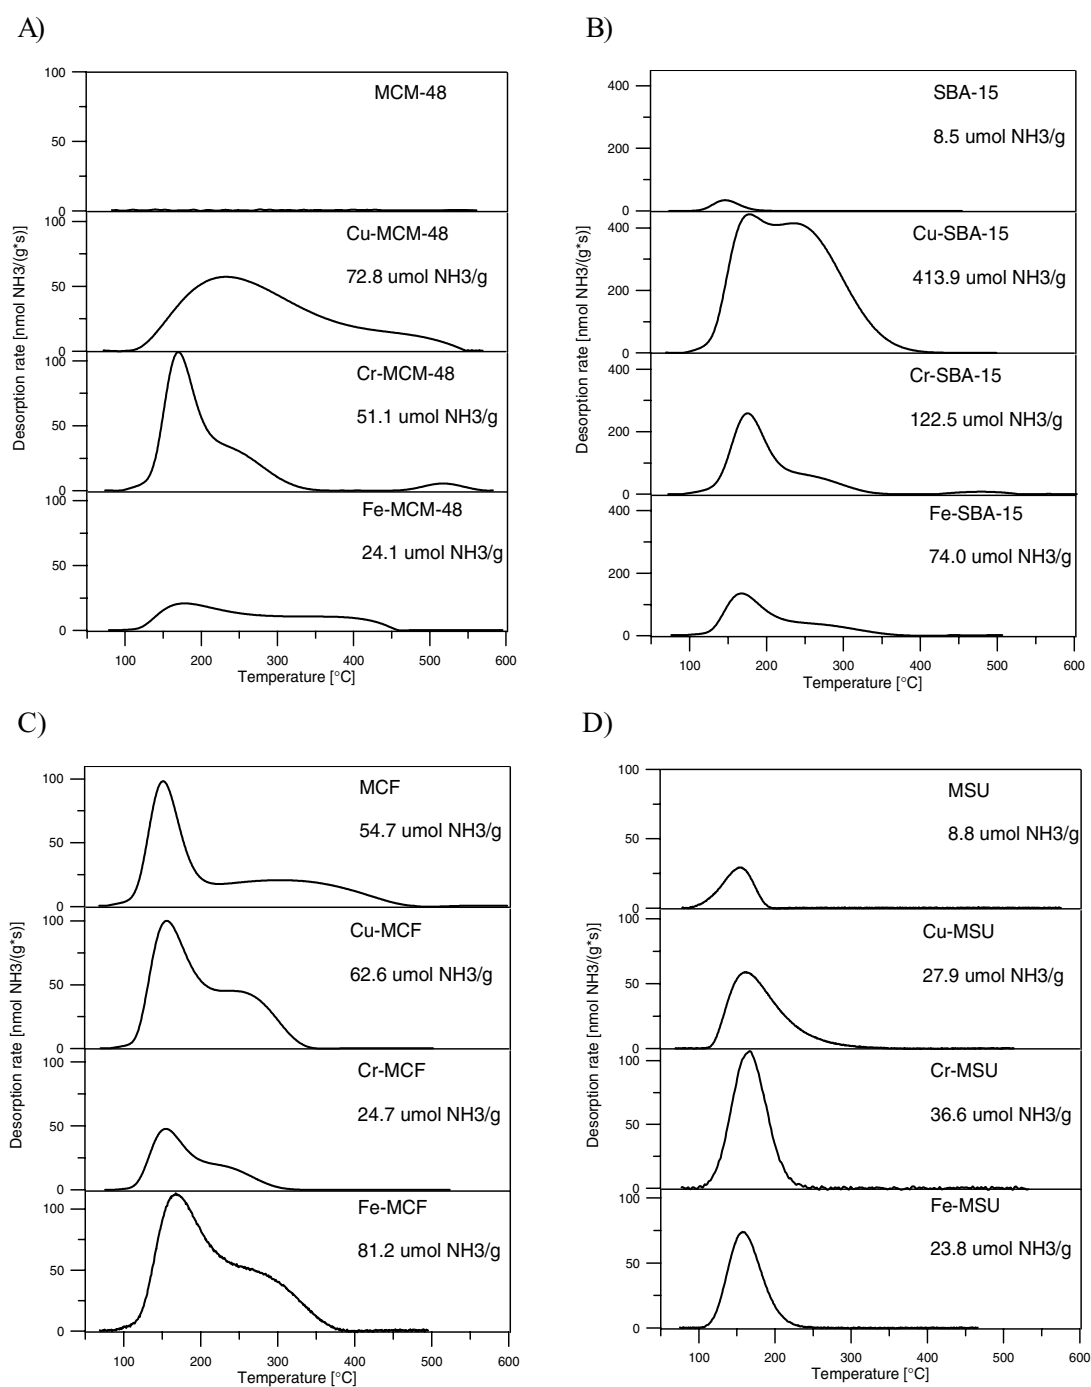 A)
Desorption rate [nmol NH3/(g*s)]
100
50
0
MCM-48
100
50
0
Cu-MCM-48
72.8 umol NH3/g
100
50
0
Cr-MCM-48
51.1 umol NH3/g
100
50
0
Fe-MCM-48
24.1 umol NH3/g
100 200 300 400 500 600
Temperature [°C]
B)
Desorption rate [nmol NH3/(g*s)]
400
200
0
SBA-15
8.5 umol NH3/g
400
200
0
Cu-SBA-15
413.9 umol NH3/g
400
200
0
Cr-SBA-15
122.5 umol NH3/g
400
200
0
Fe-SBA-15
74.0 umol NH3/g
100 200 300 400 500 600
Temperature [°C]
C)
Desorption rate [nmol NH3/(g*s)]
100
50
0
MCF
54.7 umol NH3/g
100
50
0
Cu-MCF
62.6 umol NH3/g
100
50
0
Cr-MCF
24.7 umol NH3/g
100
50
0
Fe-MCF
81.2 umol NH3/g
100 200 300 400 500 600
Temperature [°C]
D)
Desorption rate [nmol NH3/(g*s)]
100
50
0
MSU
8.8 umol NH3/g
100
50
0
Cu-MSU
27.9 umol NH3/g
100
50
0
Cr-MSU
36.6 umol NH3/g
100
50
0
Fe-MSU
23.8 umol NH3/g
100 200 300 400 500 600
Temperature [°C]